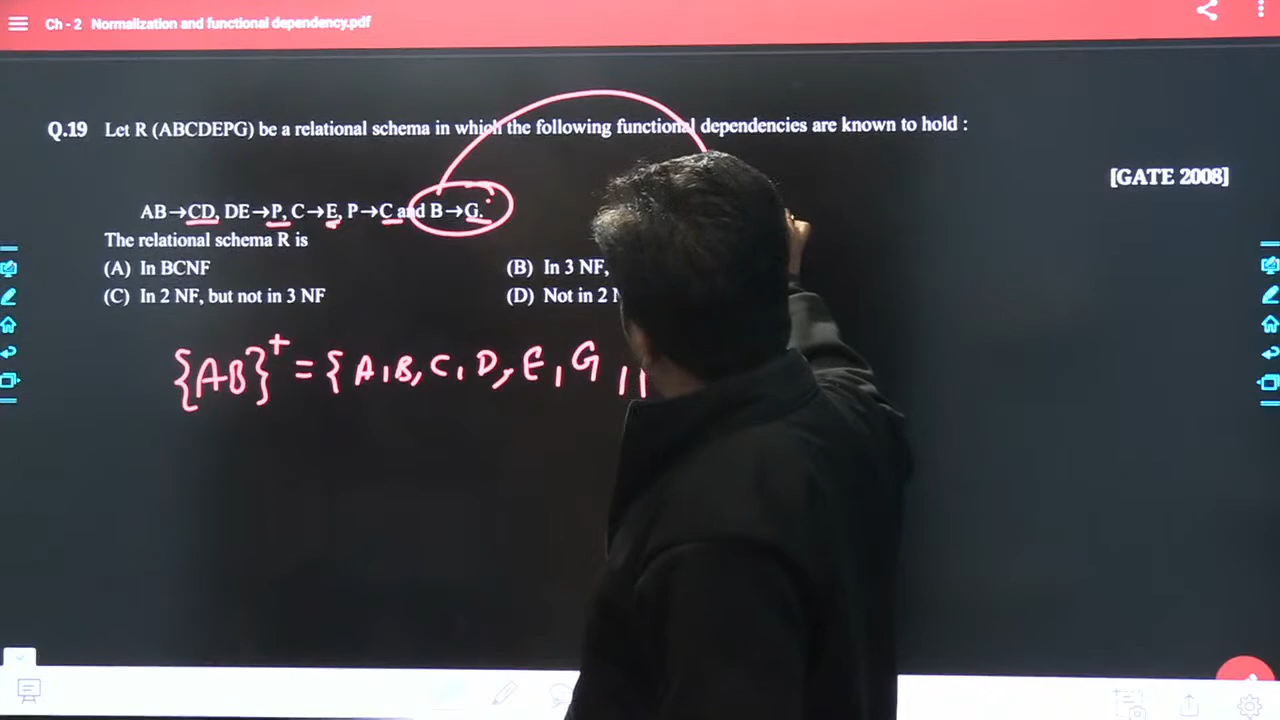 Ch - 2 Normalization and functional dependency.pdf
Q.19 Let R (ABCDEPG) be a relational schema in which the following functional dependencies are known to hold :
[GATE 2008]
AB→CD, DE→P, C→E, P→C and B→G.
The relational schema R is
(A) In BCNF
(B) In 3 NF,
(C) In 2 NF, but not in 3 NF
(D) Not in 2
{AB}⁺ = {A,B,C,D,E,G,